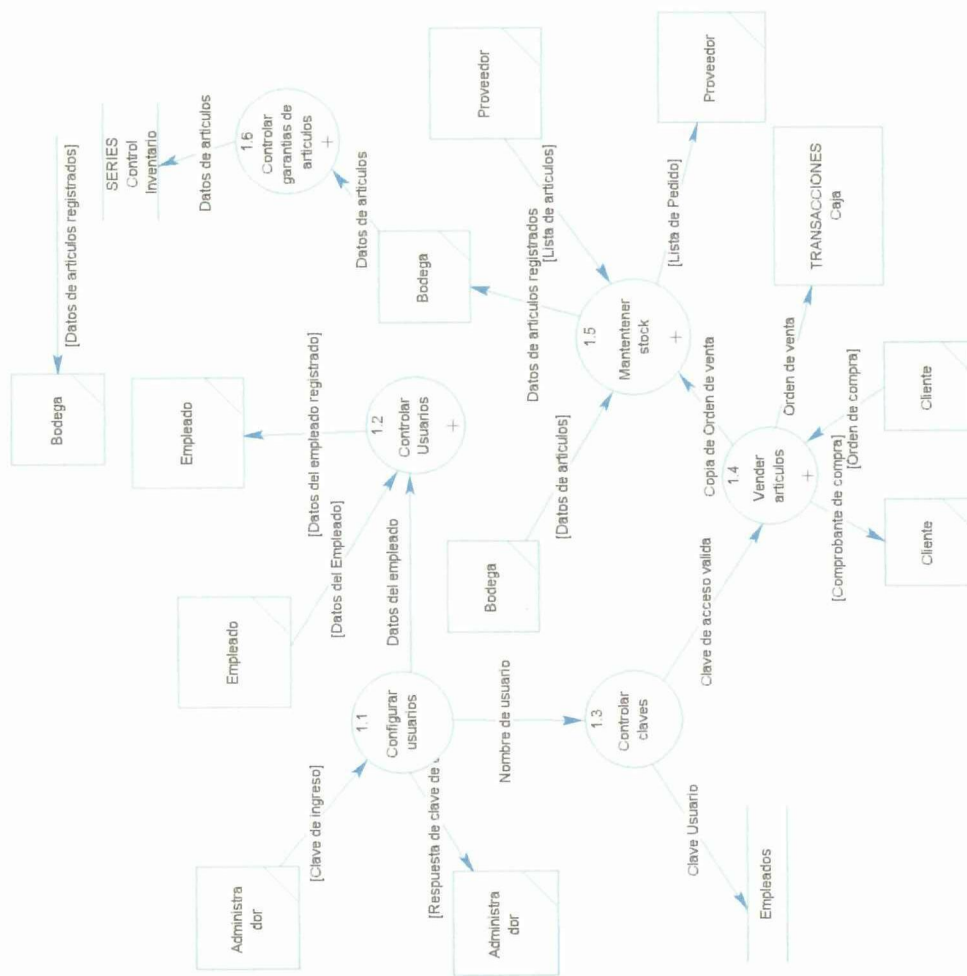 Administra
dor
[Clave de ingreso]
1.1
Configurar
usuarios
[Respuesta de clave de
Administra
dor
Empleado
[Datos del Empleado]
Datos del empleado
Empleado
[Datos del empleado registrado]
1.2
Controlar
Usuarios
+
Bodega
[Datos de articulos registrados]
SERIES
Control
Inventario
Datos de articulos
1.6
Controlar
garantias de
articulos
+
Datos de articulos
Bodega
Datos de articulos registrados
[Lista de articulos]
Proveedor
Nombre de usuario
1.3
Controlar
claves
Clave Usuario
Empleados
Clave de acceso valida
Bodega
[Datos de articulos]
1.5
Mantentener
stock
+
[Lista de Pedido]
Proveedor
Copia de Orden de venta
1.4
Vender
articulos
+
Orden de venta
TRANSACCIONES
Caja
[Orden de compra]
Cliente
[Comprobante de compra]
Cliente